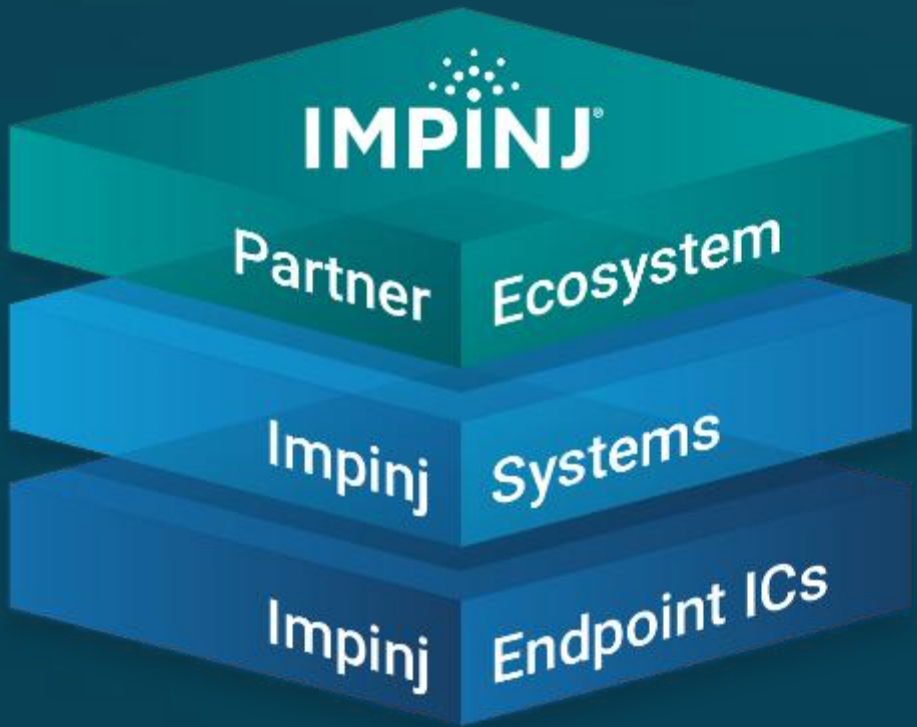 IMPINJ®
Partner Ecosystem
Impinj Systems
Impinj Endpoint ICs